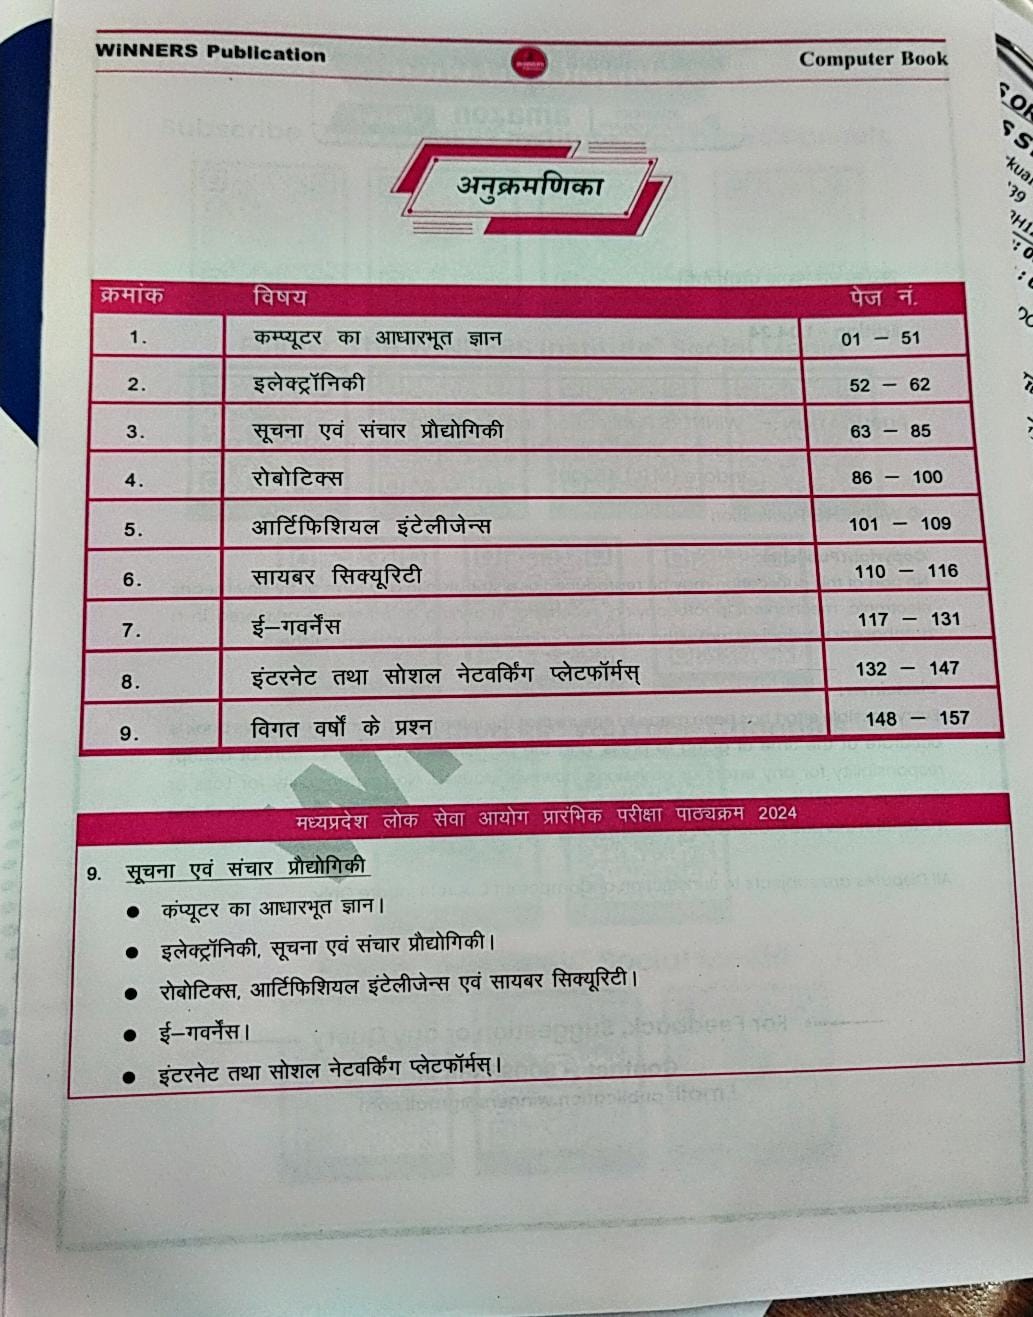 WiNNERS Publication Computer Book
अनुक्रमणिका
क्रमांक विषय पेज नं.
1. कम्प्यूटर का आधारभूत ज्ञान 01 – 51
2. इलेक्ट्रॉनिकी 52 – 62
3. सूचना एवं संचार प्रौद्योगिकी 63 – 85
4. रोबोटिक्स 86 – 100
5. आर्टिफिशियल इंटेलीजेन्स 101 – 109
6. सायबर सिक्यूरिटी 110 – 116
7. ई–गवर्नेंस 117 – 131
8. इंटरनेट तथा सोशल नेटवर्किंग प्लेटफॉर्मस् 132 – 147
9. विगत वर्षों के प्रश्न 148 – 157
मध्यप्रदेश लोक सेवा आयोग प्रारंभिक परीक्षा पाठ्यक्रम 2024
9. सूचना एवं संचार प्रौद्योगिकी
● कंप्यूटर का आधारभूत ज्ञान।
● इलेक्ट्रॉनिकी, सूचना एवं संचार प्रौद्योगिकी।
● रोबोटिक्स, आर्टिफिशियल इंटेलीजेन्स एवं सायबर सिक्यूरिटी।
● ई–गवर्नेंस।
● इंटरनेट तथा सोशल नेटवर्किंग प्लेटफॉर्मस्।